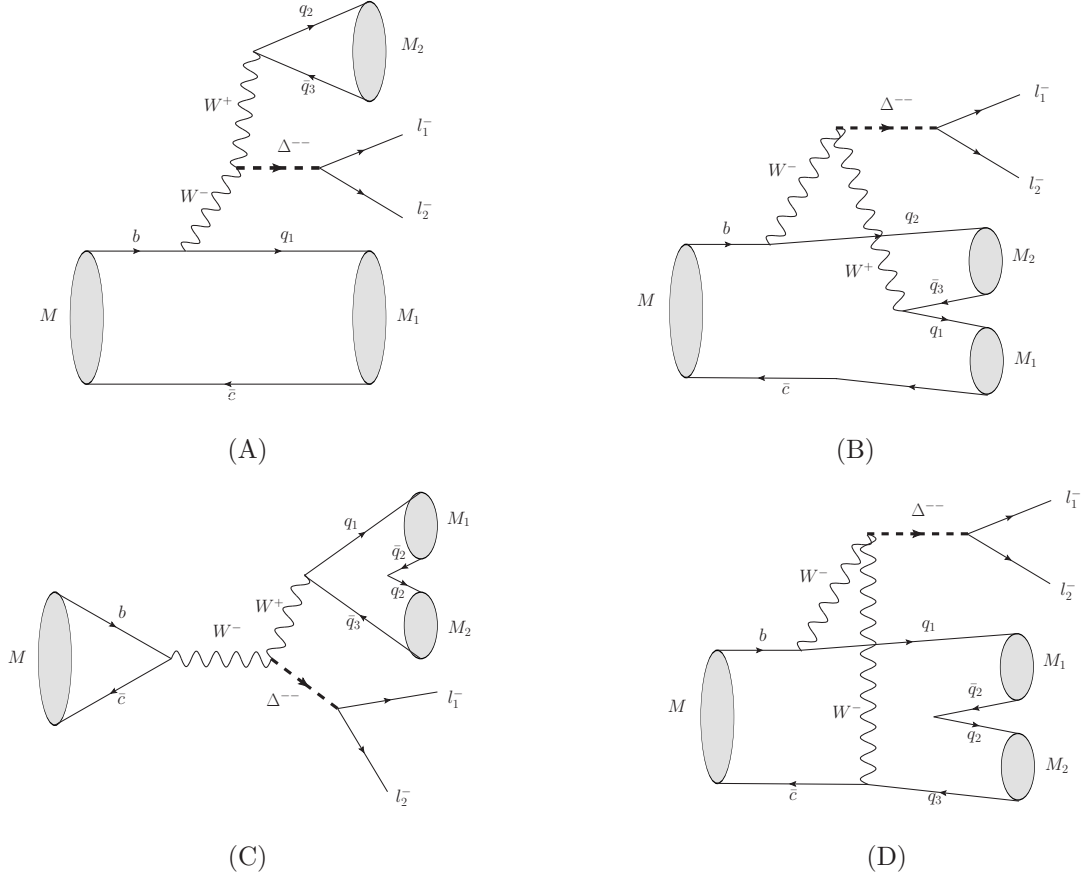 q₂
M₂
q̄₃
W⁺
Δ⁻⁻
l₁⁻
W⁻
l₂⁻
b
q₁
M
M₁
c̄
(A)
Δ⁻⁻
l₁⁻
W⁻
l₂⁻
b
q₂
M₂
W⁺
q̄₃
M
q₁
M₁
c̄
(B)
q₁
M₁
q̄₂
b
W⁺
q₂
W⁻
q̄₃
M₂
M
c̄
Δ⁻⁻
l₁⁻
l₂⁻
(C)
Δ⁻⁻
l₁⁻
W⁻
l₂⁻
b
q₁
M₁
q̄₂
M
W⁻
q₂
M₂
c̄
q₃
(D)